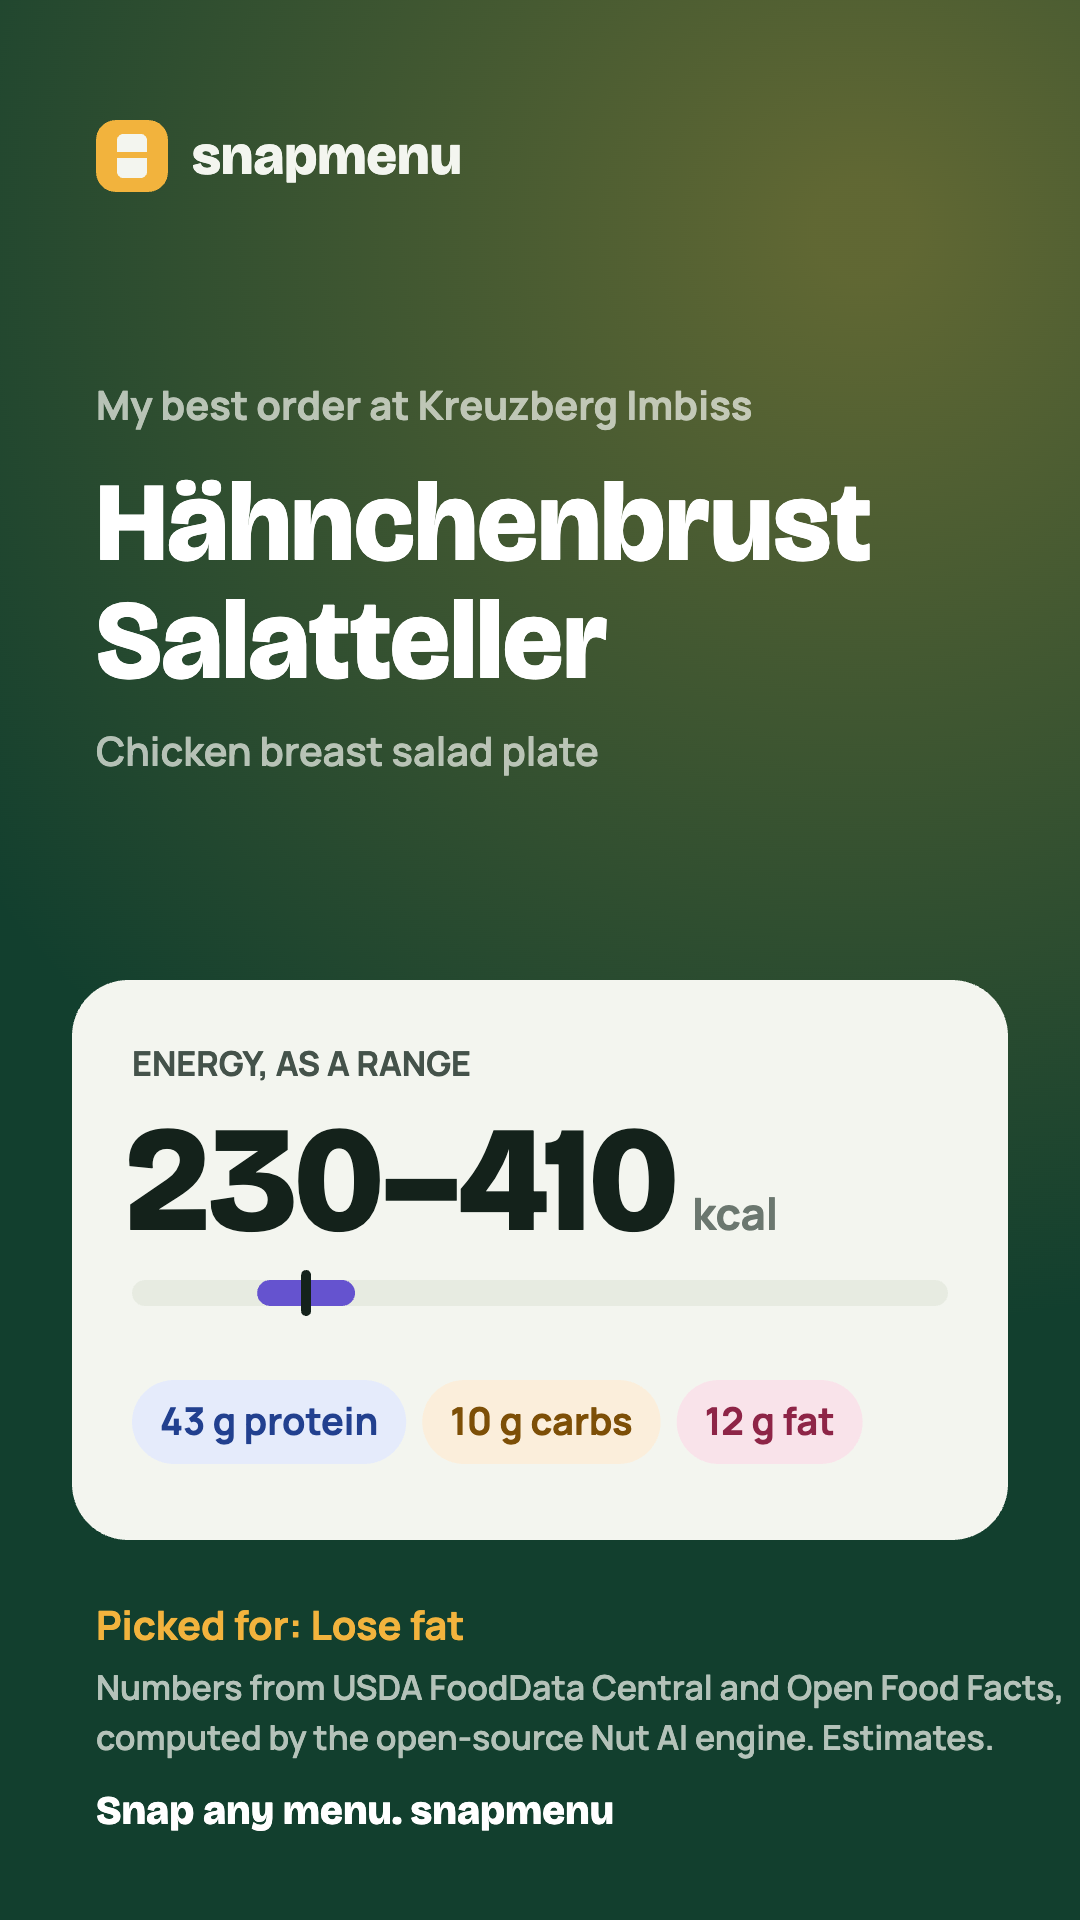 snapmenu
My best order at Kreuzberg Imbiss
Hähnchenbrust
Salatteller
Chicken breast salad plate
ENERGY, AS A RANGE
230–410 kcal
43 g protein
10 g carbs
12 g fat
Picked for: Lose fat
Numbers from USDA FoodData Central and Open Food Facts,
computed by the open-source Nut AI engine. Estimates.
Snap any menu. snapmenu